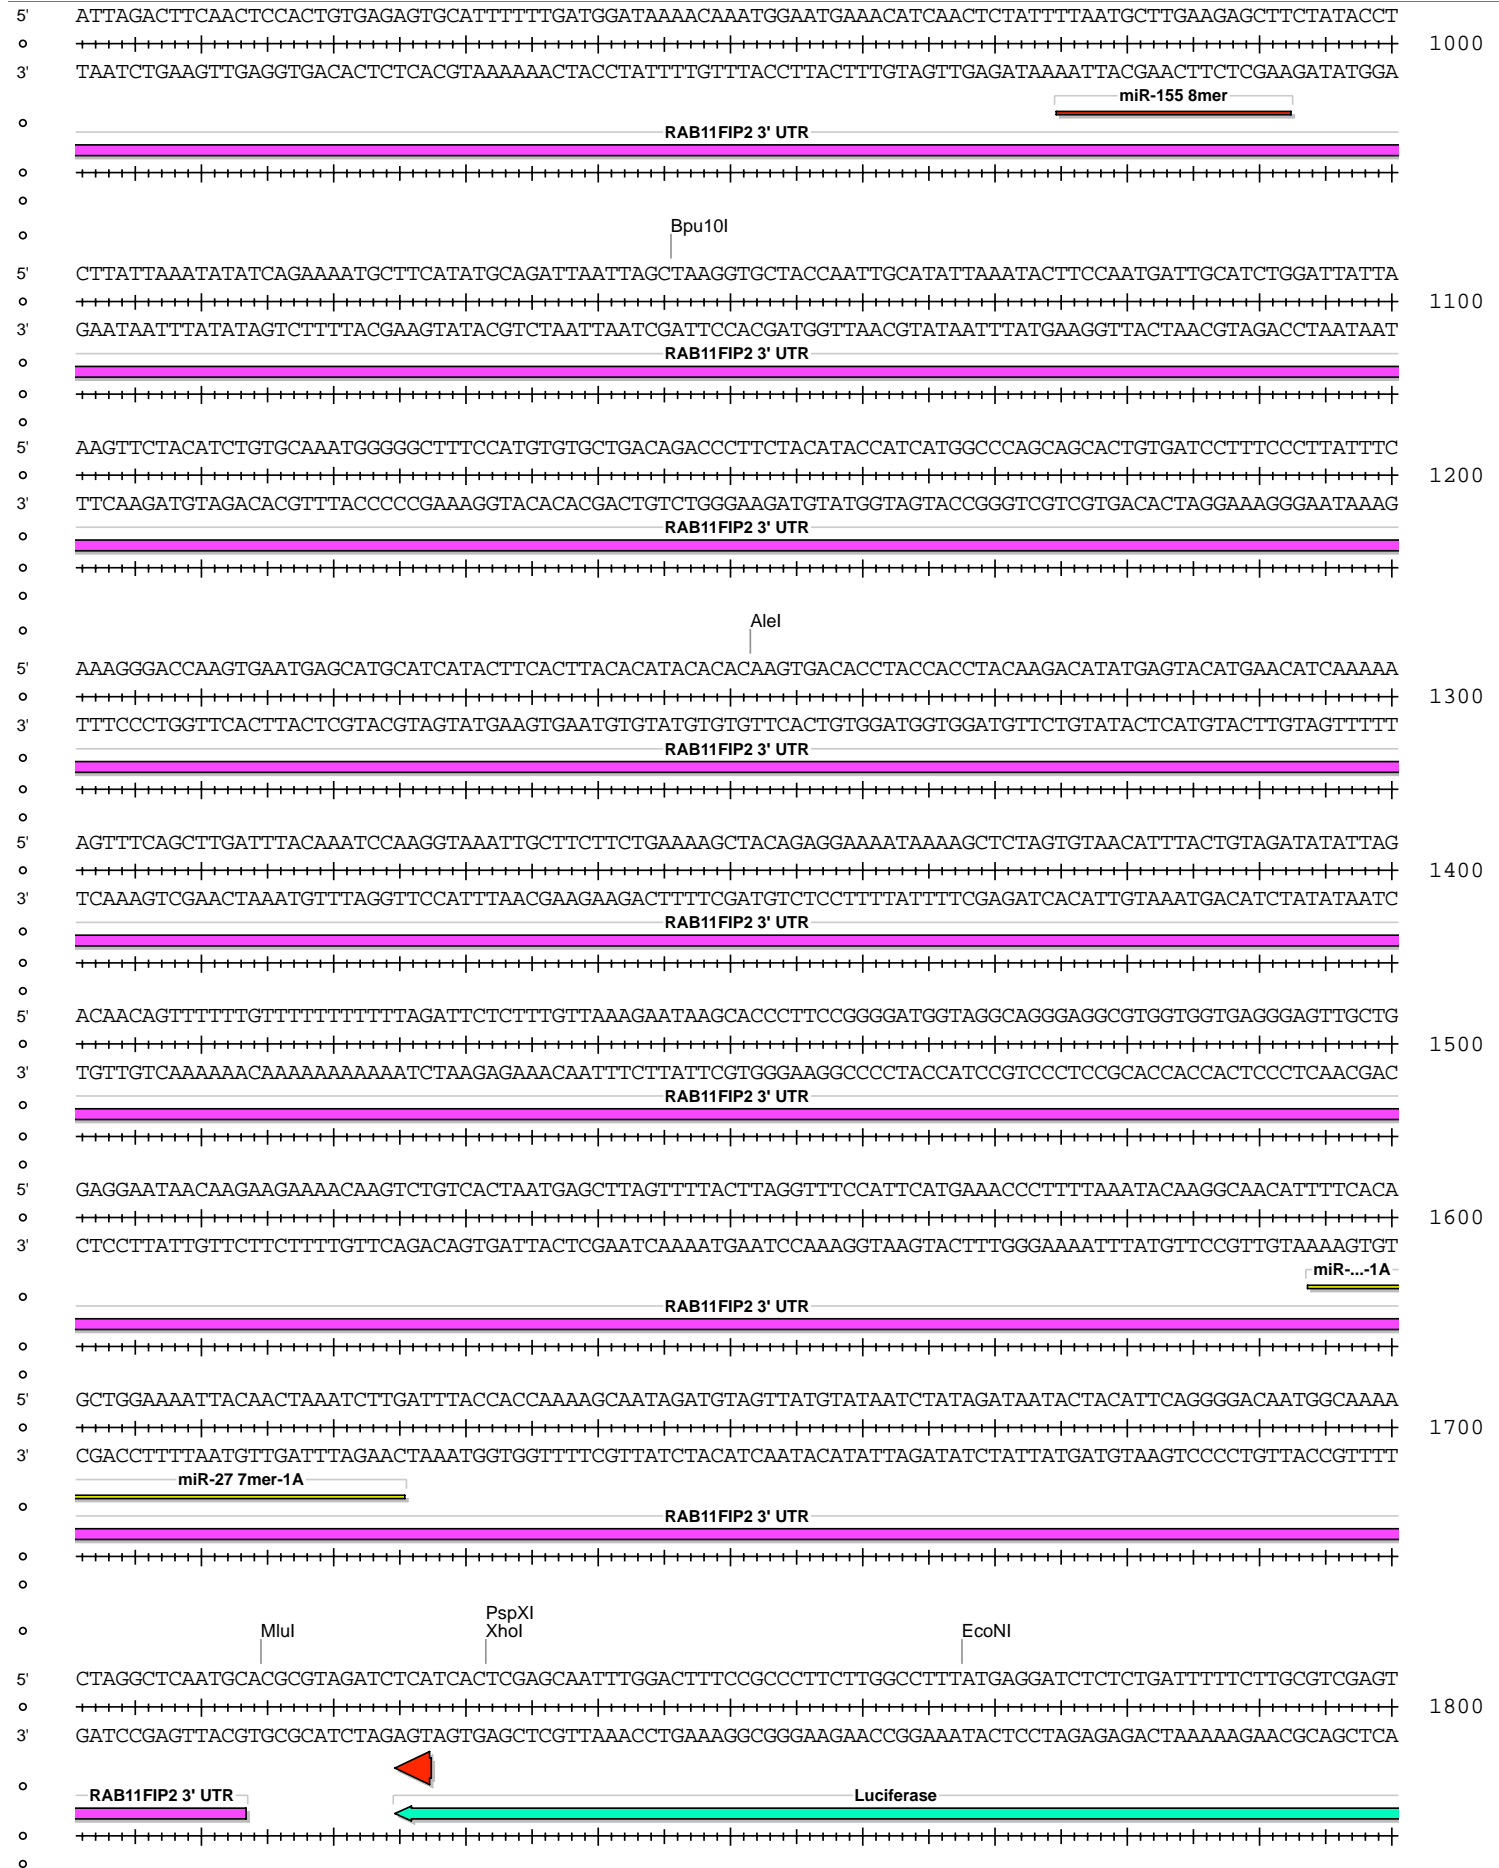 5' ATTAGACTTCAACTCCACTGTGAGAGTGCATTTTTTGATGGATAAAACAAATGGAATGAAACATCAACTCTATTTTAATGCTTGAAGAGCTTCTATACCT
1000
3' TAATCTGAAGTTGAGGTGACACTCTCACGTAAAAAACTACCTATTTTGTTTACCTTACTTTGTAGTTGAGATAAAATTACGAACTTCTCGAAGATATGGA
miR-155 8mer
RAB11FIP2 3' UTR
Bpu10I
5' CTTATTAAATATATCAGAAAATGCTTCATATGCAGATTAATTAGCTAAGGTGCTACCAATTGCATATTAAATACTTCCAATGATTGCATCTGGATTATTA
1100
3' GAATAATTTATATAGTCTTTTACGAAGTATACGTCTAATTAATCGATTCCACGATGGTTAACGTATAATTTATGAAGGTTACTAACGTAGACCTAATAAT
RAB11FIP2 3' UTR
5' AAGTTCTACATCTGTGCAAATGGGGGCTTTCCATGTGTGCTGACAGACCCTTCTACATACCATCATGGCCCAGCAGCACTGTGATCCTTTCCCTTATTTC
1200
3' TTCAAGATGTAGACACGTTTACCCCCGAAAGGTACACACGACTGTCTGGGAAGATGTATGGTAGTACCGGGTCGTCGTGACACTAGGAAAGGGAATAAAG
RAB11FIP2 3' UTR
AleI
5' AAAGGGACCAAGTGAATGAGCATGCATCATACTTCACTTACACATACACACAAGTGACACCTACCACCTACAAGACATATGAGTACATGAACATCAAAAA
1300
3' TTTCCCTGGTTCACTTACTCGTACGTAGTATGAAGTGAATGTGTATGTGTGTTCACTGTGGATGGTGGATGTTCTGTATACTCATGTACTTGTAGTTTTT
RAB11FIP2 3' UTR
5' AGTTTCAGCTTGATTTACAAATCCAAGGTAAATTGCTTCTTCTGAAAAGCTACAGAGGAAAATAAAAGCTCTAGTGTAACATTTACTGTAGATATATTAG
1400
3' TCAAAGTCGAACTAAATGTTTAGGTTCCATTTAACGAAGAAGACTTTTCGATGTCTCCTTTTATTTTCGAGATCACATTGTAAATGACATCTATATAATC
RAB11FIP2 3' UTR
5' ACAACAGTTTTTTGTTTTTTTTTTTAGATTCTCTTTGTTAAAGAATAAGCACCCTTCCGGGGATGGTAGGCAGGGAGGCGTGGTGGTGAGGGAGTTGCTG
1500
3' TGTTGTCAAAAAACAAAAAAAAAAATCTAAGAGAAACAATTTCTTATTCGTGGGAAGGCCCCTACCATCCGTCCCTCCGCACCACCACTCCCTCAACGAC
RAB11FIP2 3' UTR
5' GAGGAATAACAAGAAGAAAACAAGTCTGTCACTAATGAGCTTAGTTTTACTTAGGTTTCCATTCATGAAACCCTTTTAAATACAAGGCAACATTTTCACA
1600
3' CTCCTTATTGTTCTTCTTTTGTTCAGACAGTGATTACTCGAATCAAAATGAATCCAAAGGTAAGTACTTTGGGAAAATTTATGTTCCGTTGTAAAAGTGT
miR-...-1A
RAB11FIP2 3' UTR
5' GCTGGAAAATTACAACTAAATCTTGATTTACCACCAAAAGCAATAGATGTAGTTATGTATAATCTATAGATAATACTACATTCAGGGGACAATGGCAAAA
1700
3' CGACCTTTTAATGTTGATTTAGAACTAAATGGTGGTTTTCGTTATCTACATCAATACATATTAGATATCTATTATGATGTAAGTCCCCTGTTACCGTTTT
miR-27 7mer-1A
RAB11FIP2 3' UTR
PspXI
MluI XhoI EcoNI
5' CTAGGCTCAATGCACGCGTAGATCTCATCACTCGAGCAATTTGGACTTTCCGCCCTTCTTGGCCTTTATGAGGATCTCTCTGATTTTTCTTGCGTCGAGT
1800
3' GATCCGAGTTACGTGCGCATCTAGAGTAGTGAGCTCGTTAAACCTGAAAGGCGGGAAGAACCGGAAATACTCCTAGAGAGACTAAAAAGAACGCAGCTCA
RAB11FIP2 3' UTR Luciferase